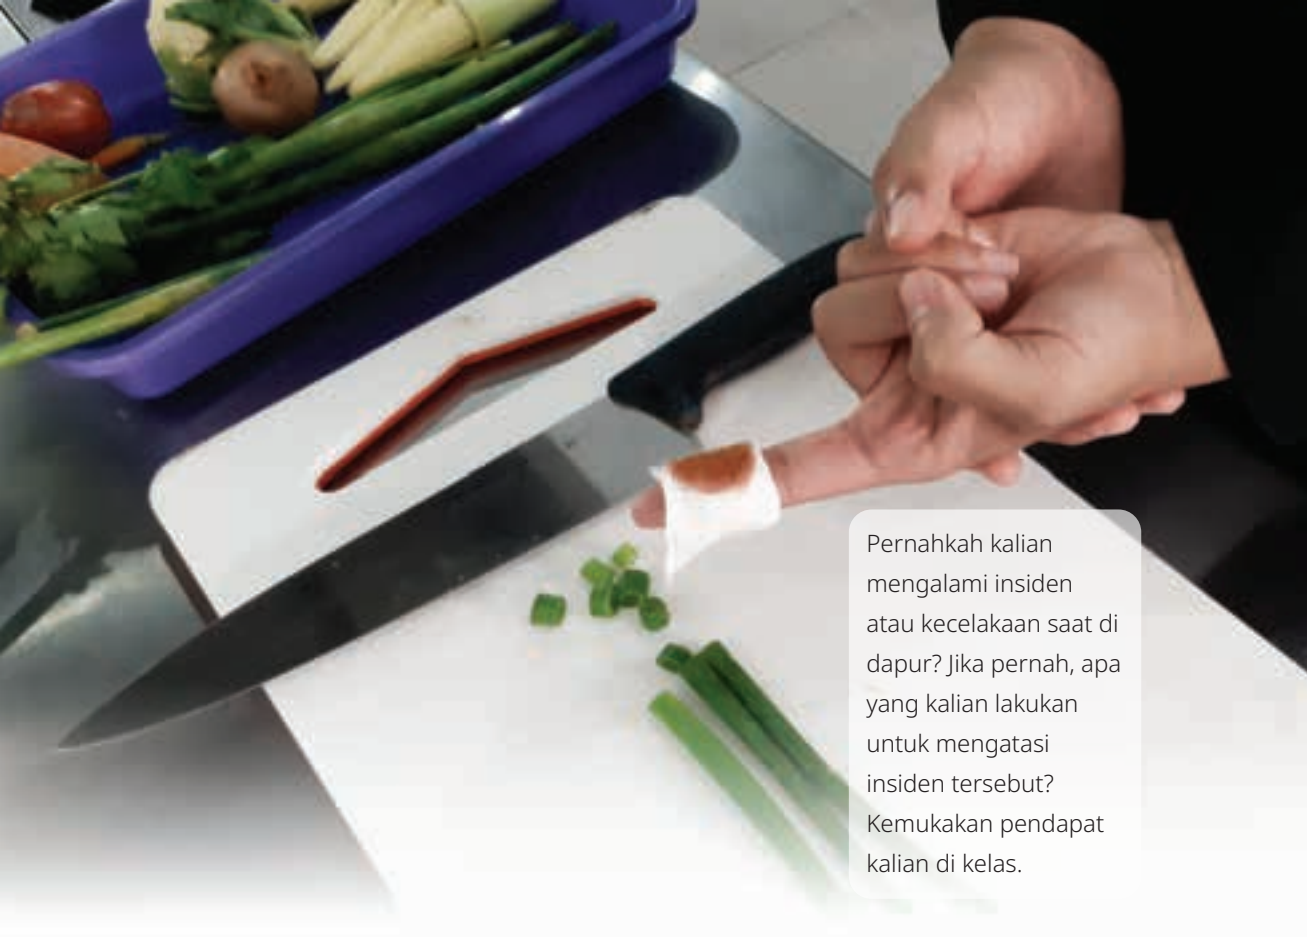 Pernahkah kalian
mengalami insiden
atau kecelakaan saat di
dapur? Jika pernah, apa
yang kalian lakukan
untuk mengatasi
insiden tersebut?
Kemukakan pendapat
kalian di kelas.